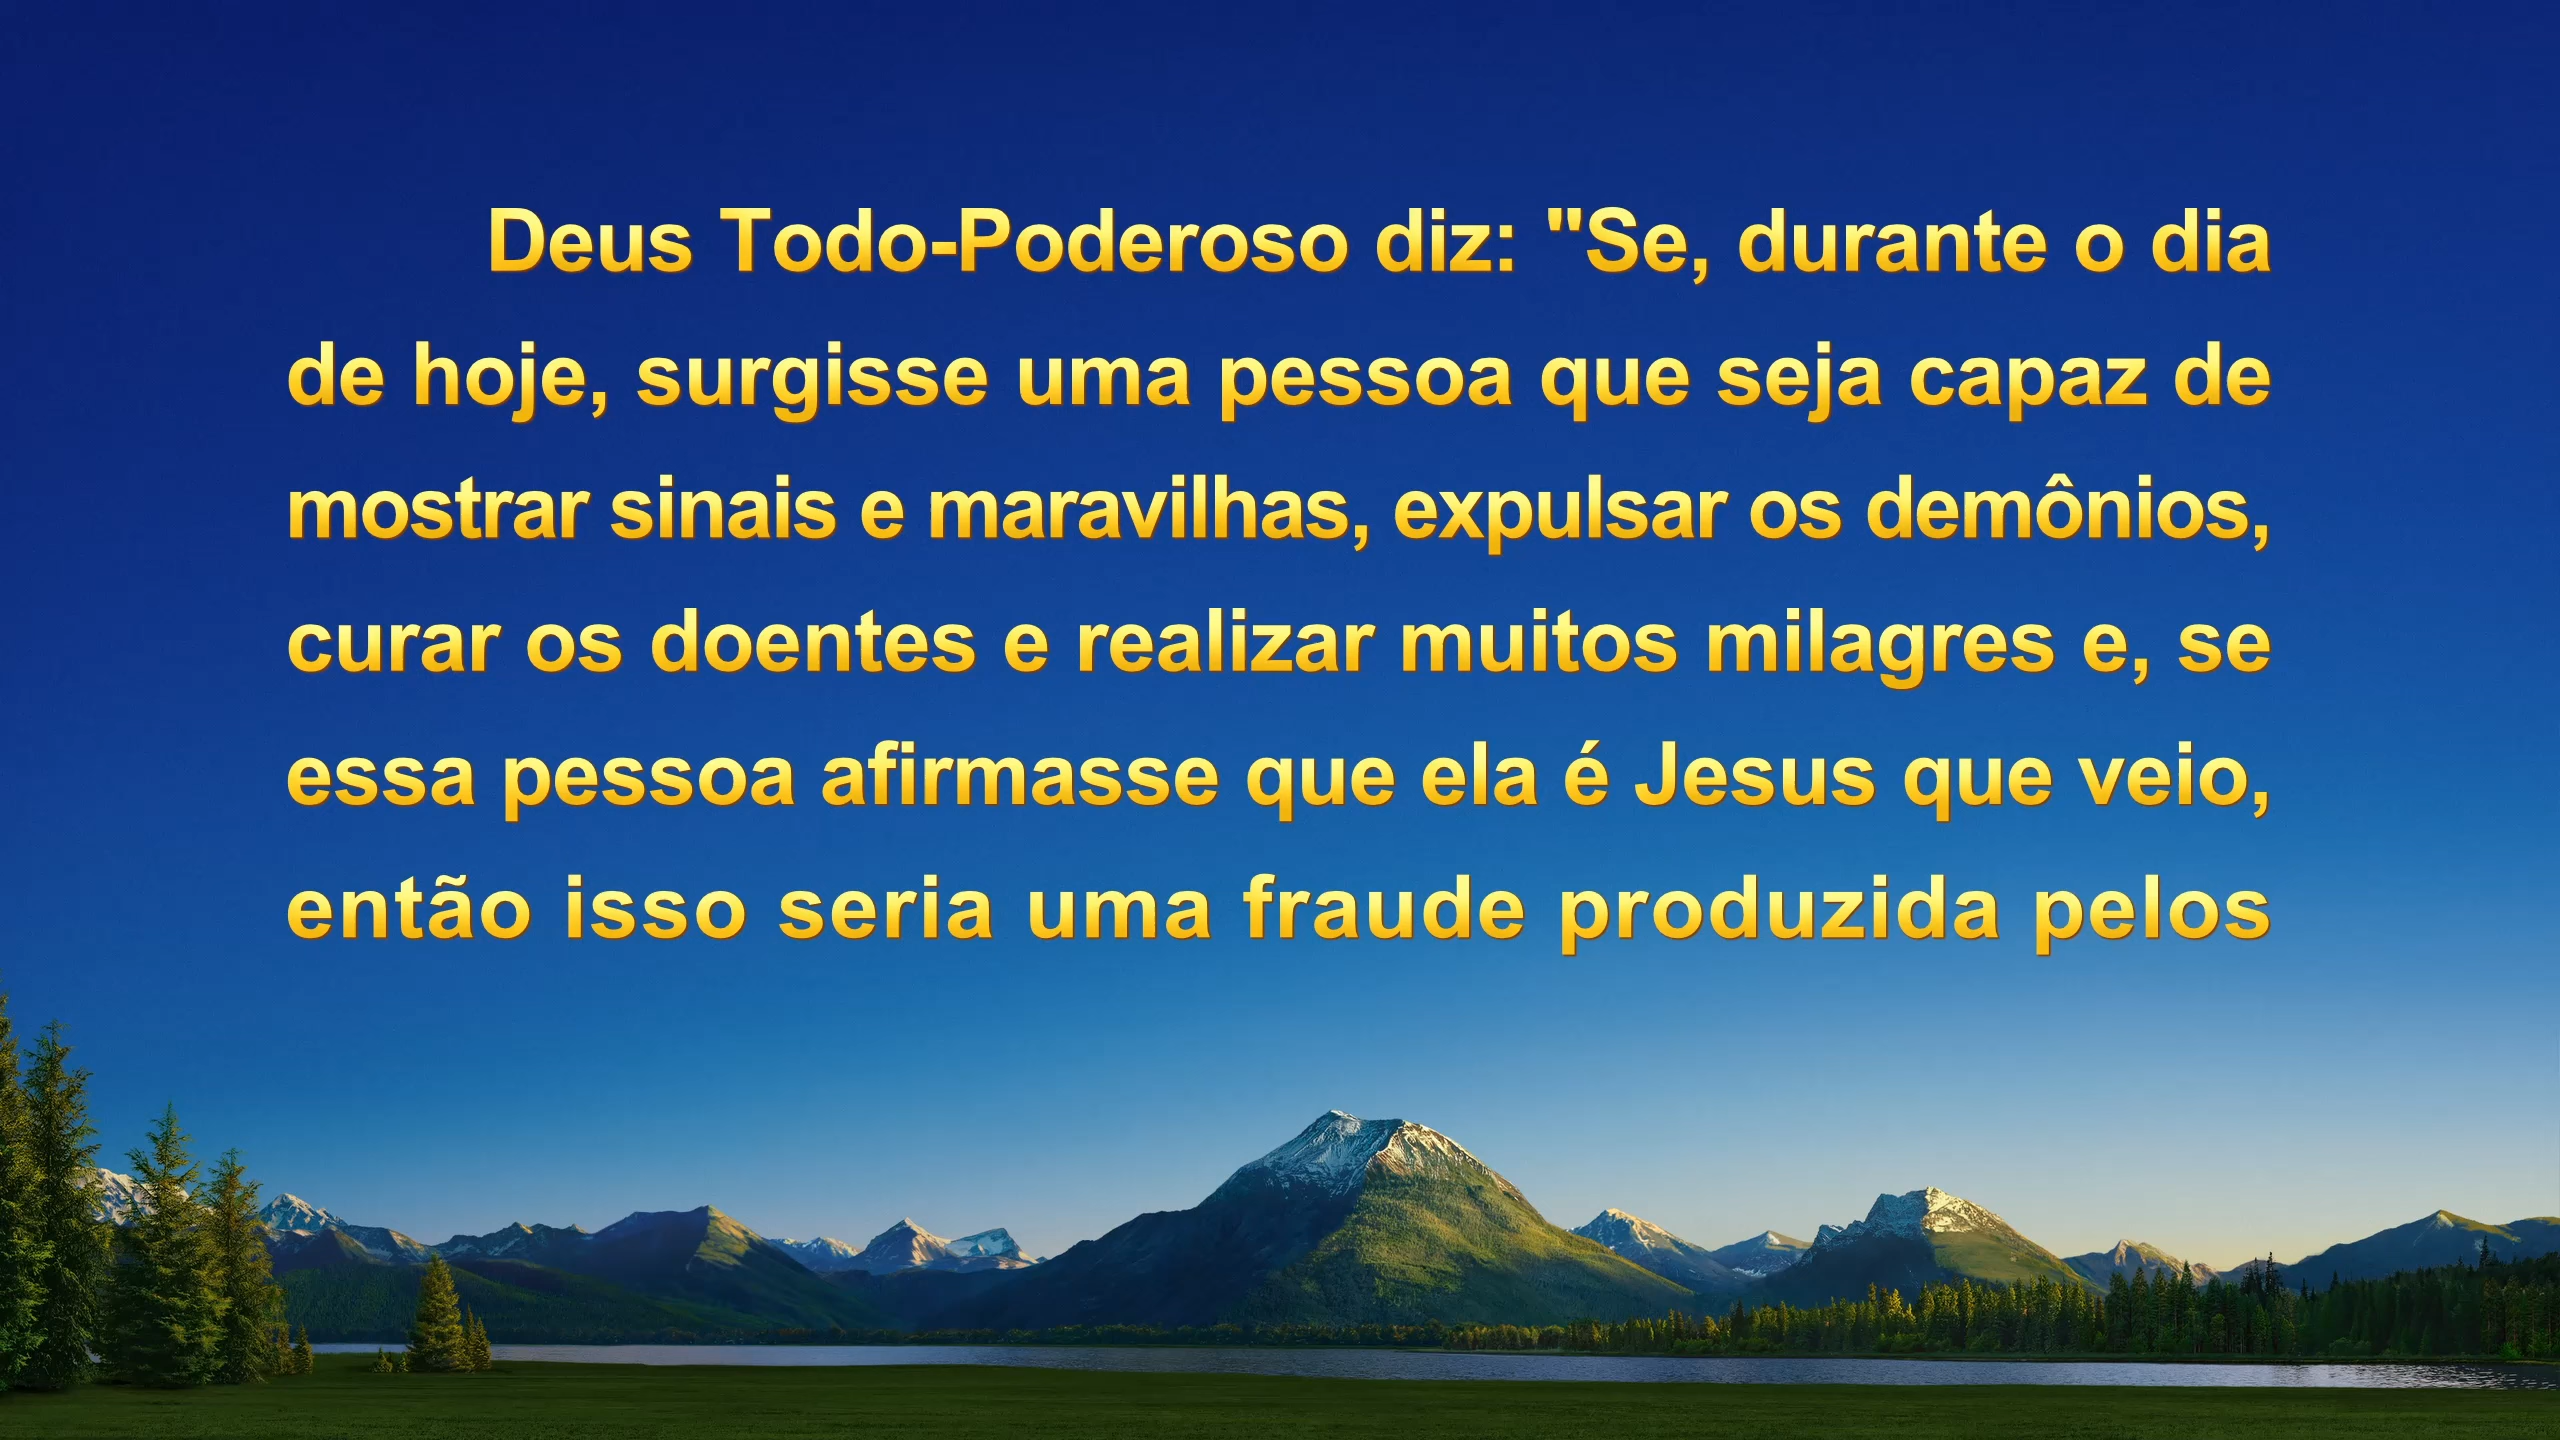 Deus Todo-Poderoso diz: "Se, durante o dia
de hoje, surgisse uma pessoa que seja capaz de
mostrar sinais e maravilhas, expulsar os demônios,
curar os doentes e realizar muitos milagres e, se
essa pessoa afirmasse que ela é Jesus que veio,
então isso seria uma fraude produzida pelos